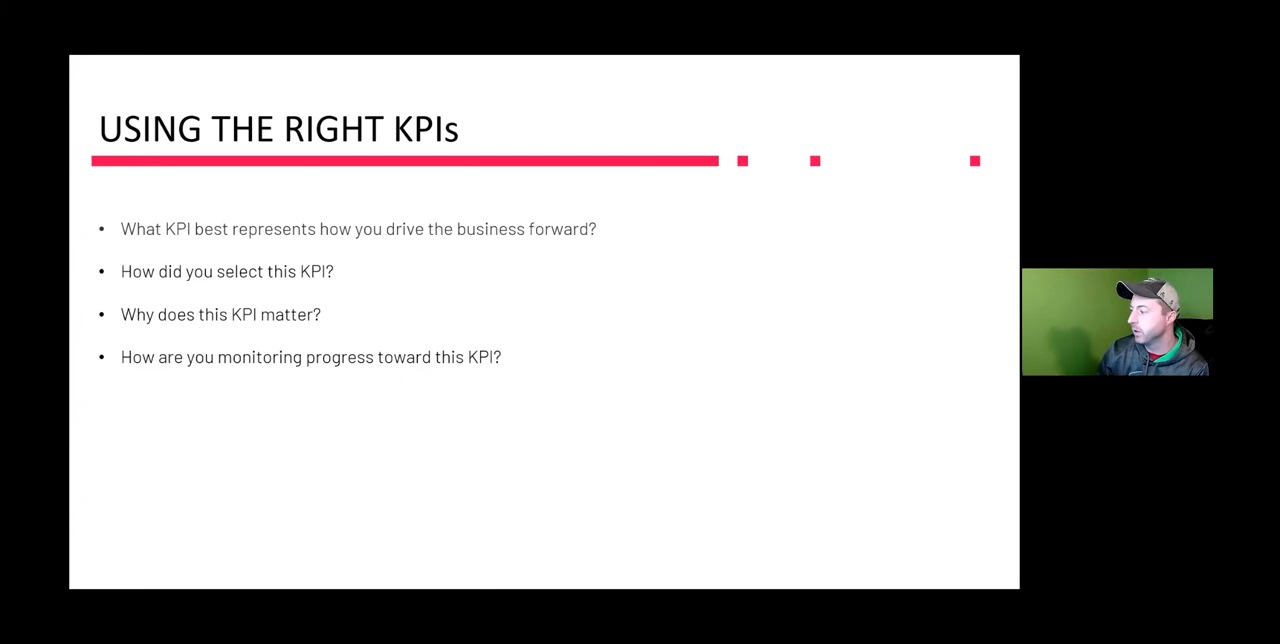 USING THE RIGHT KPIs
• What KPI best represents how you drive the business forward?
• How did you select this KPI?
• Why does this KPI matter?
• How are you monitoring progress toward this KPI?